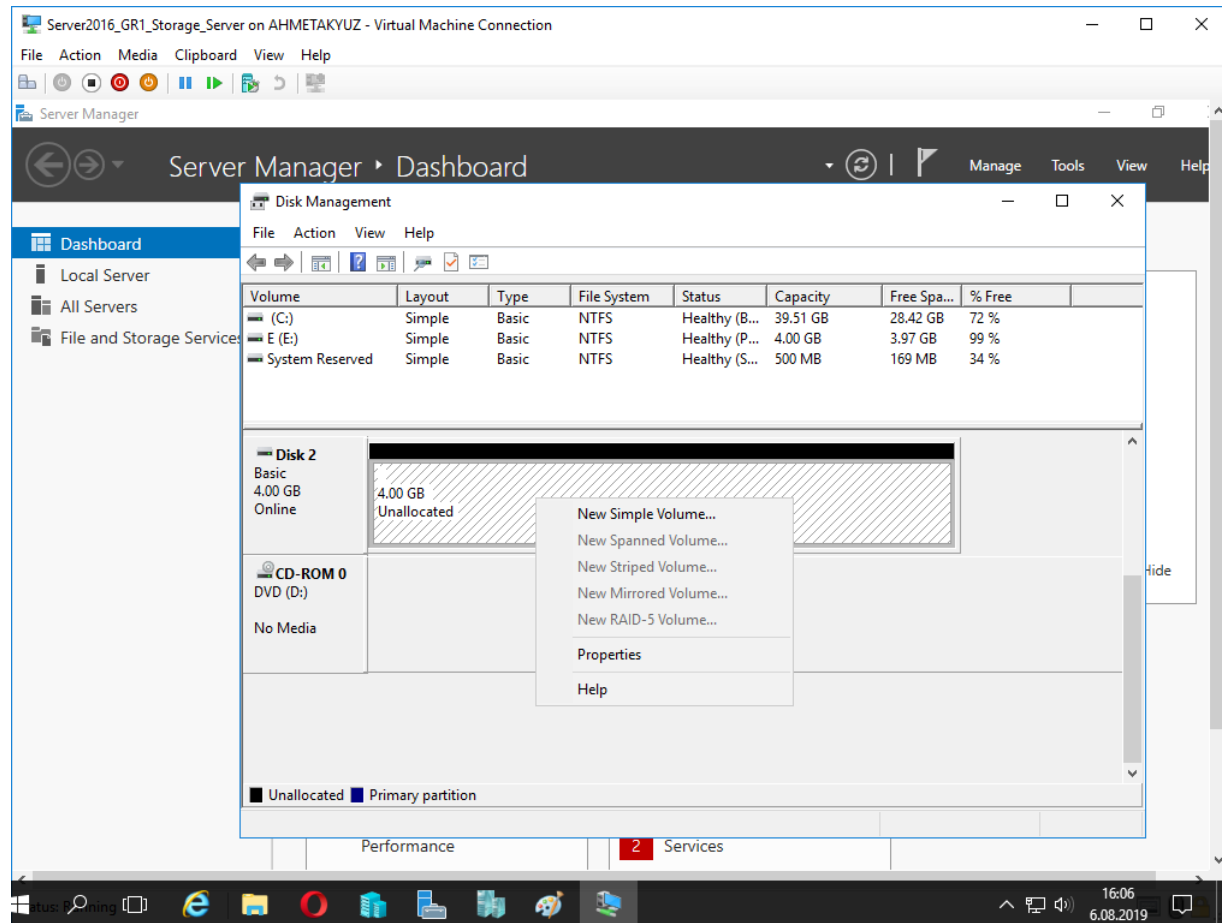 Server2016_GR1_Storage_Server on AHMETAKYUZ - Virtual Machine Connection
File Action Media Clipboard View Help
Server Manager
Server Manager ‣ Dashboard
Manage Tools View Help
Disk Management
File Action View Help
Dashboard
Local Server
All Servers
File and Storage Services
Volume Layout Type File System Status Capacity Free Spa... % Free
(C:) Simple Basic NTFS Healthy (B... 39.51 GB 28.42 GB 72 %
E (E:) Simple Basic NTFS Healthy (P... 4.00 GB 3.97 GB 99 %
System Reserved Simple Basic NTFS Healthy (S... 500 MB 169 MB 34 %
Disk 2
Basic
4.00 GB
Online
4.00 GB
Unallocated
New Simple Volume...
New Spanned Volume...
New Striped Volume...
New Mirrored Volume...
New RAID-5 Volume...
Properties
Help
CD-ROM 0
DVD (D:)
No Media
Hide
Unallocated Primary partition
Performance
2 Services
16:06
6.08.2019